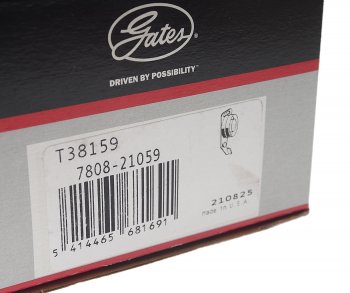 Gates
DRIVEN BY POSSIBILITY™
T38159
7808-21059
5 414465 681691
210825
Made in U.S.A.